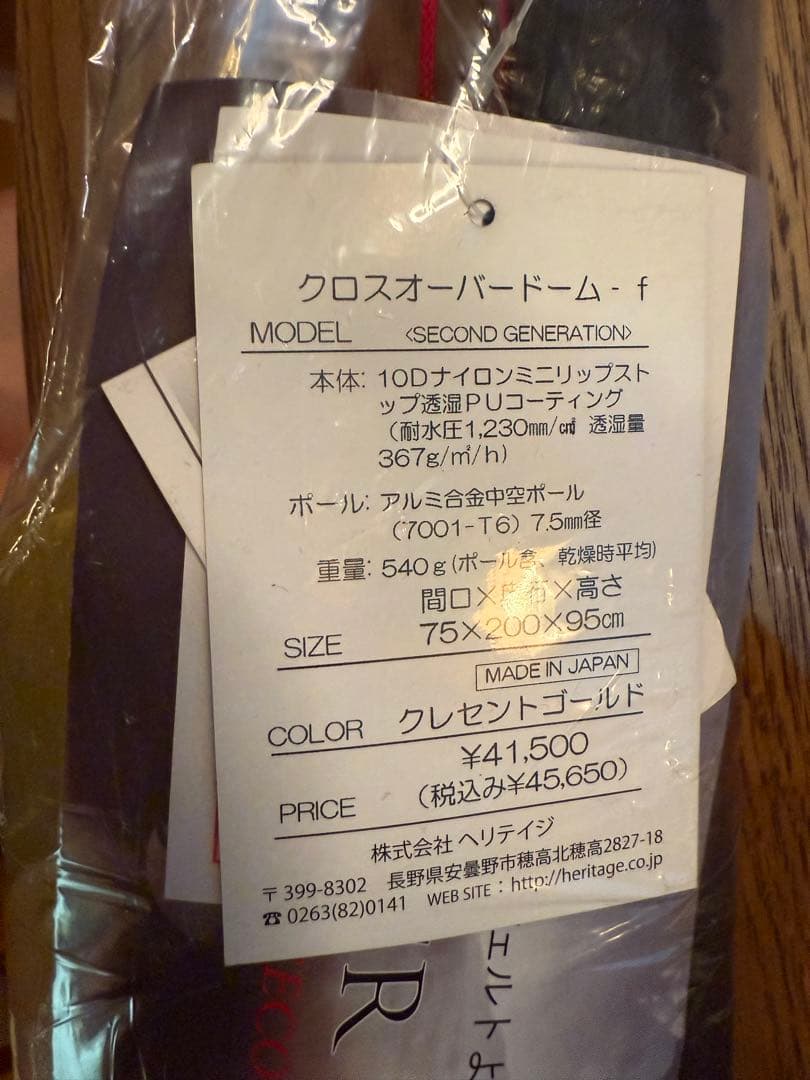 クロスオーバードーム - f
MODEL 〈SECOND GENERATION〉
本体: 10Dナイロンミニリップスト
ップ透湿PUコーティング
(耐水圧1,230mm/c㎡ 透湿量
367g/㎡/h)
ポール: アルミ合金中空ポール
(7001-T6) 7.5mm径
重量: 540g(ポール含、乾燥時平均)
間口× ×高さ
SIZE 75×200×95cm
MADE IN JAPAN
COLOR クレセントゴールド
¥41,500
PRICE (税込み¥45,650)
株式会社 ヘリテイジ
〒399-8302 長野県安曇野市穂高北穂高2827-18
☎ 0263(82)0141 WEB SITE : http://heritage.co.jp
ェルトよ
R
ECO